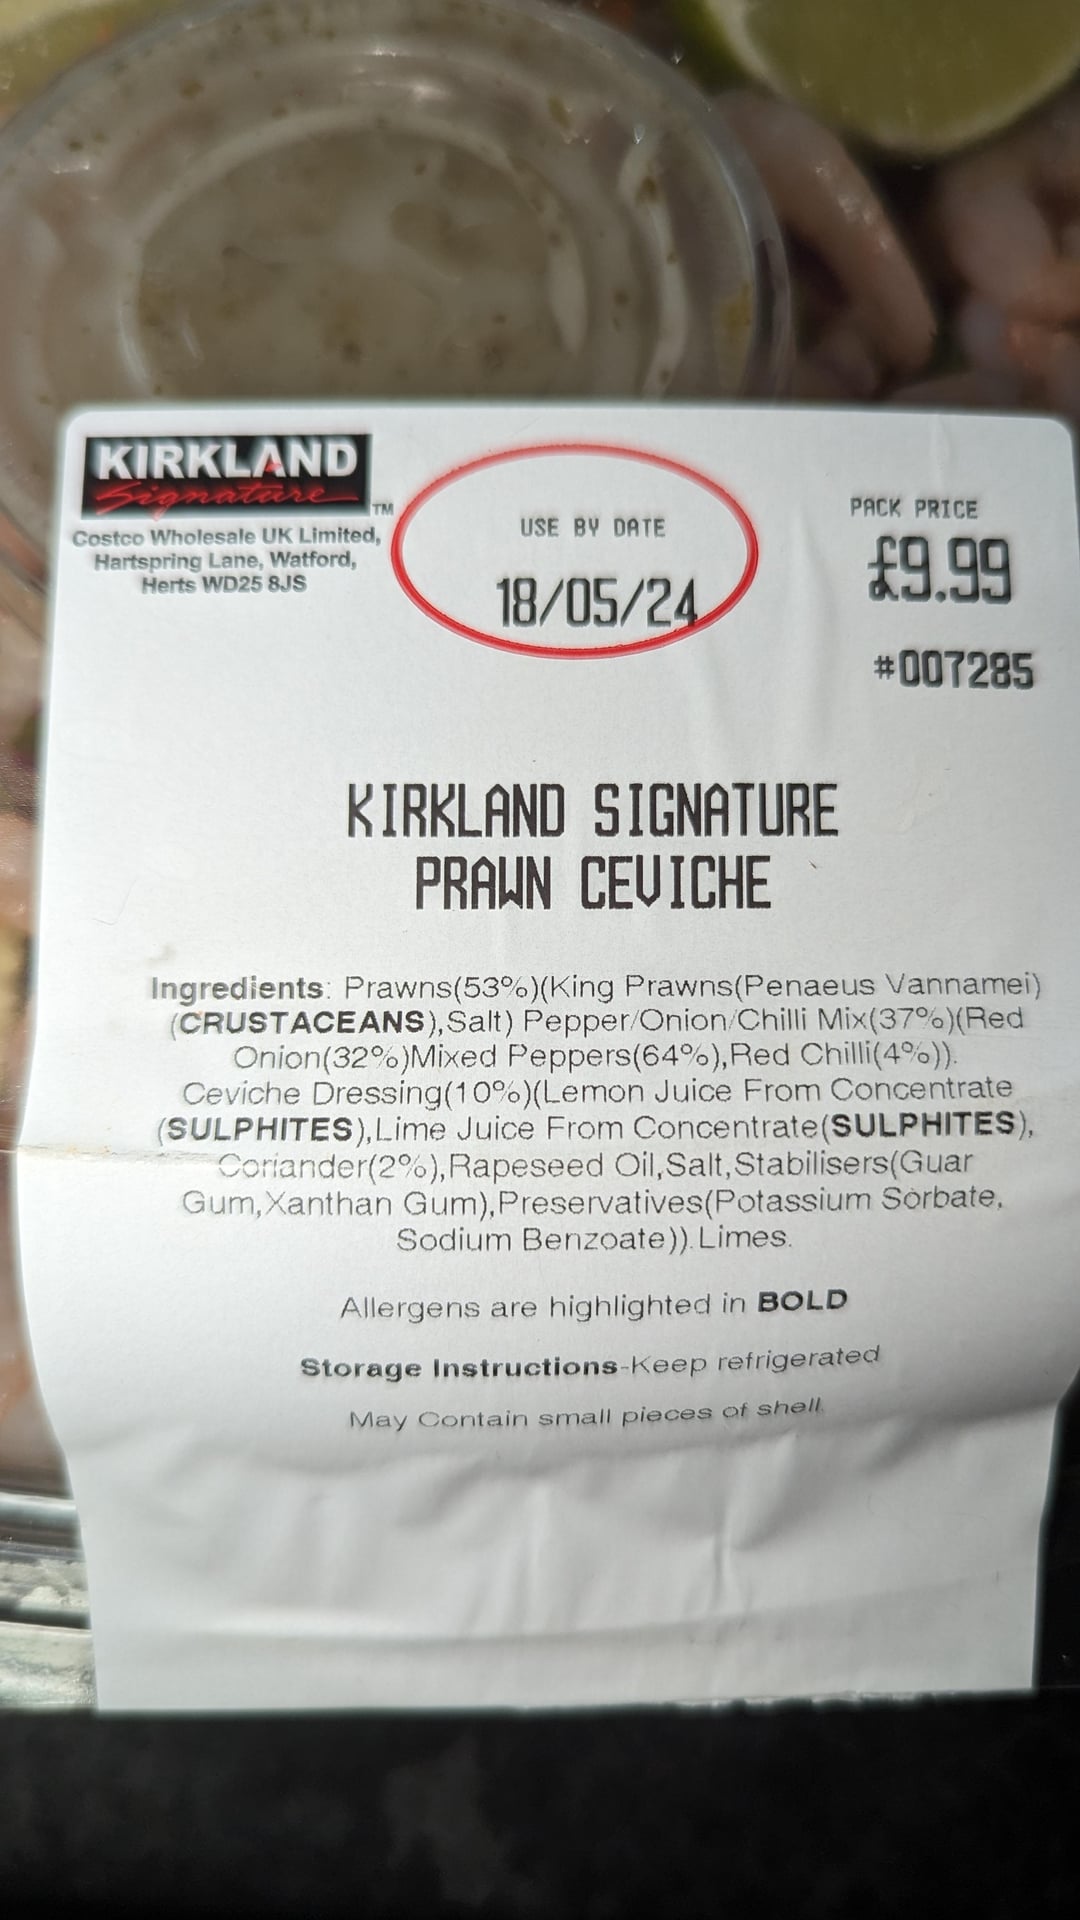 KIRKLAND
Signature
TM
Costco Wholesale UK Limited,
Hartspring Lane, Watford,
Herts WD25 8JS
USE BY DATE
18/05/24
PACK PRICE
£9.99
#007285
KIRKLAND SIGNATURE
PRAWN CEVICHE
Ingredients: Prawns(53%)(King Prawns(Penaeus Vannamei)
(CRUSTACEANS),Salt) Pepper/Onion/Chilli Mix(37%)(Red
Onion(32%)Mixed Peppers(64%),Red Chilli(4%)).
Ceviche Dressing(10%)(Lemon Juice From Concentrate
(SULPHITES),Lime Juice From Concentrate(SULPHITES),
Coriander(2%),Rapeseed Oil,Salt,Stabilisers(Guar
Gum,Xanthan Gum),Preservatives(Potassium Sorbate,
Sodium Benzoate)).Limes.
Allergens are highlighted in BOLD
Storage Instructions-Keep refrigerated
May Contain small pieces of shell.